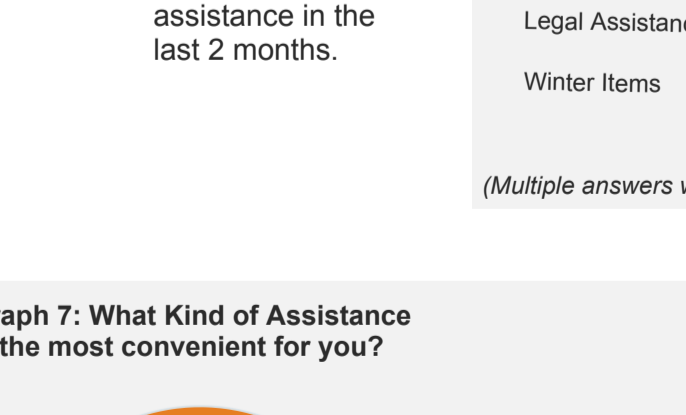 assistance in the
last 2 months.
Legal Assistanc
Winter Items
(Multiple answers
aph 7: What Kind of Assistance
the most convenient for you?